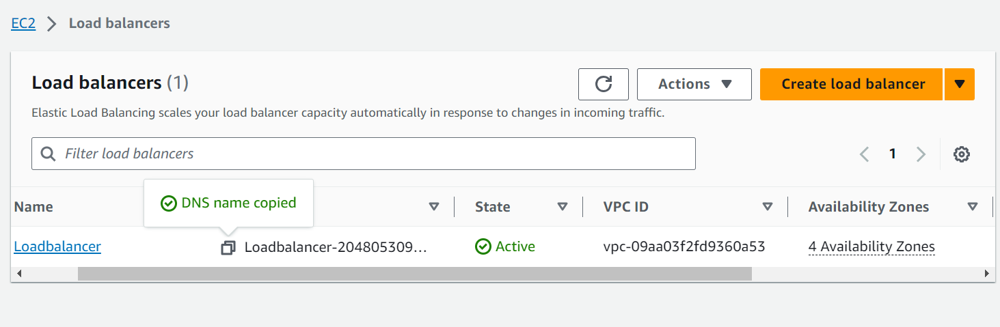 EC2 > Load balancers
Load balancers (1)
Actions
Create load balancer
Elastic Load Balancing scales your load balancer capacity automatically in response to changes in incoming traffic.
Filter load balancers
1
DNS name copied
Name State VPC ID Availability Zones
Loadbalancer Loadbalancer-204805309... Active vpc-09aa03f2fd9360a53 4 Availability Zones